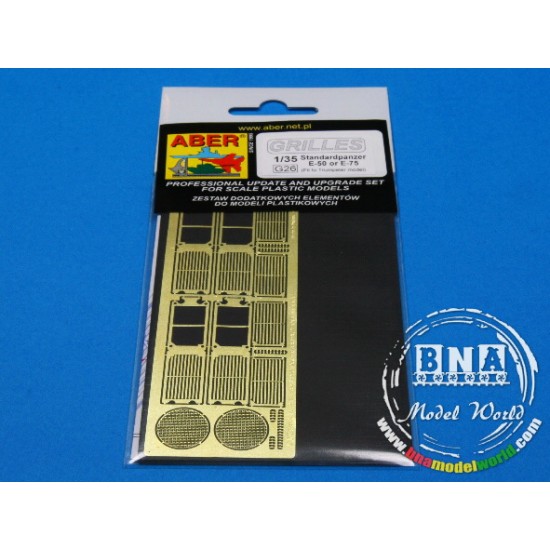 www.aber.net.pl
ABER®
GRILLES
1/35 Standardpanzer
G26 E-50 or E-75
PROFESSIONAL UPDATE AND UPGRADE SET
FOR SCALE PLASTIC MODELS
ZESTAW DODATKOWYCH ELEMENTÓW
DO MODELI PLASTIKOWYCH
BNA
Model World
www.bnamodelworld.com